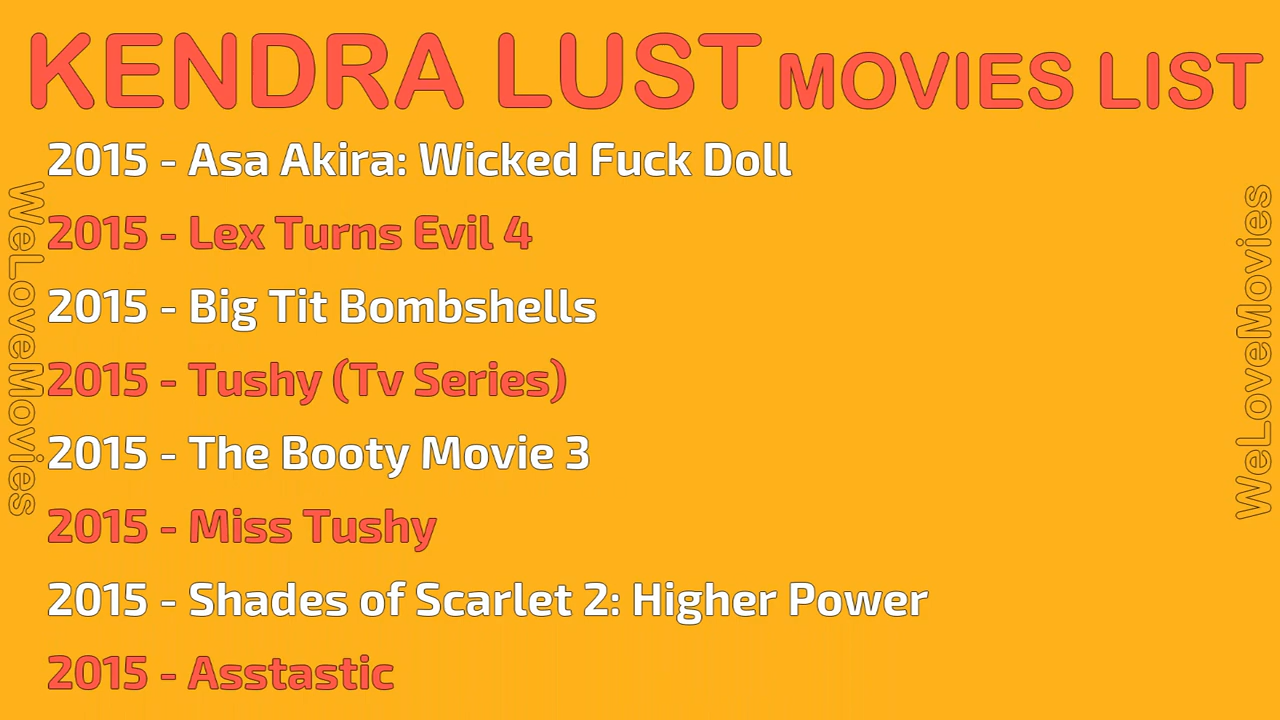 KENDRA LUST MOVIES LIST
2015 - Asa Akira: Wicked Fuck Doll
2015 - Lex Turns Evil 4
2015 - Big Tit Bombshells
2015 - Tushy (Tv Series)
2015 - The Booty Movie 3
2015 - Miss Tushy
2015 - Shades of Scarlet 2: Higher Power
2015 - Asstastic
WeLoveMovies
WeLoveMovies